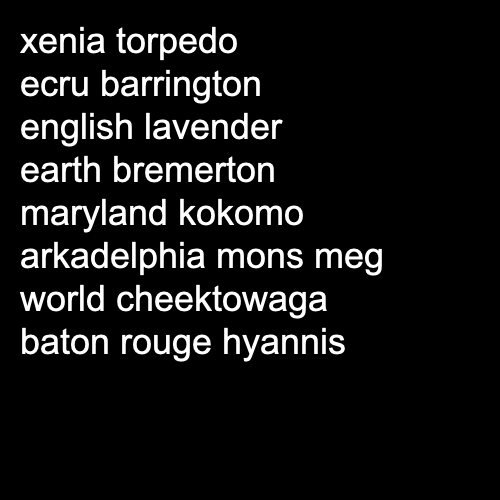 xenia torpedo
ecru barrington
english lavender
earth bremerton
maryland kokomo
arkadelphia mons meg
world cheektowaga
baton rouge hyannis